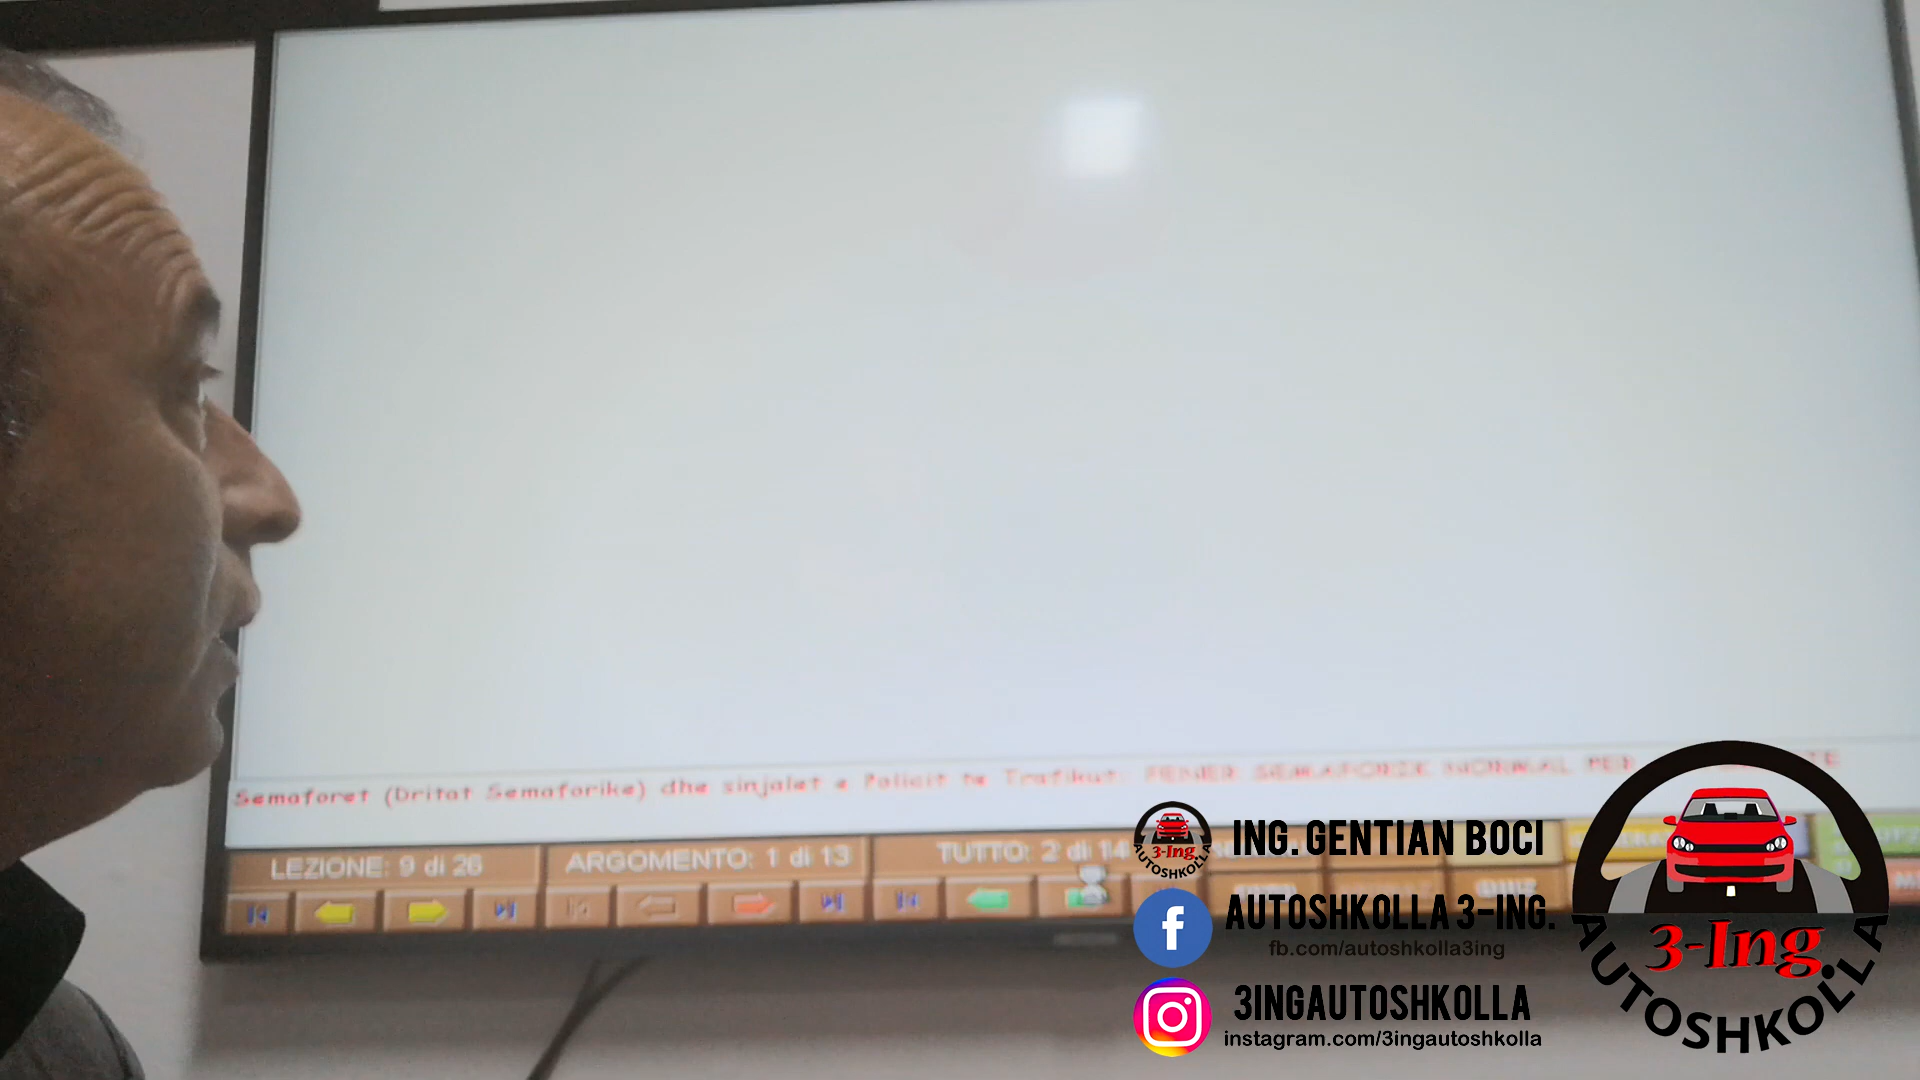 Semaforet (Dritat Semaforike) dhe sinjalet e Policit te Trafikut: FENER SEMAFORIK NORMAL PER
LEZIONE: 9 di 26
ARGOMENTO: 1 di 13
TUTTO: 2 di 14
3-Ing.
AUTOSHKOLLA
ING. GENTIAN BOCI
AUTOSHKOLLA 3-ING.
fb.com/autoshkolla3ing
3INGAUTOSHKOLLA
instagram.com/3ingautoshkolla
3-Ing.
AUTOSHKOLLA